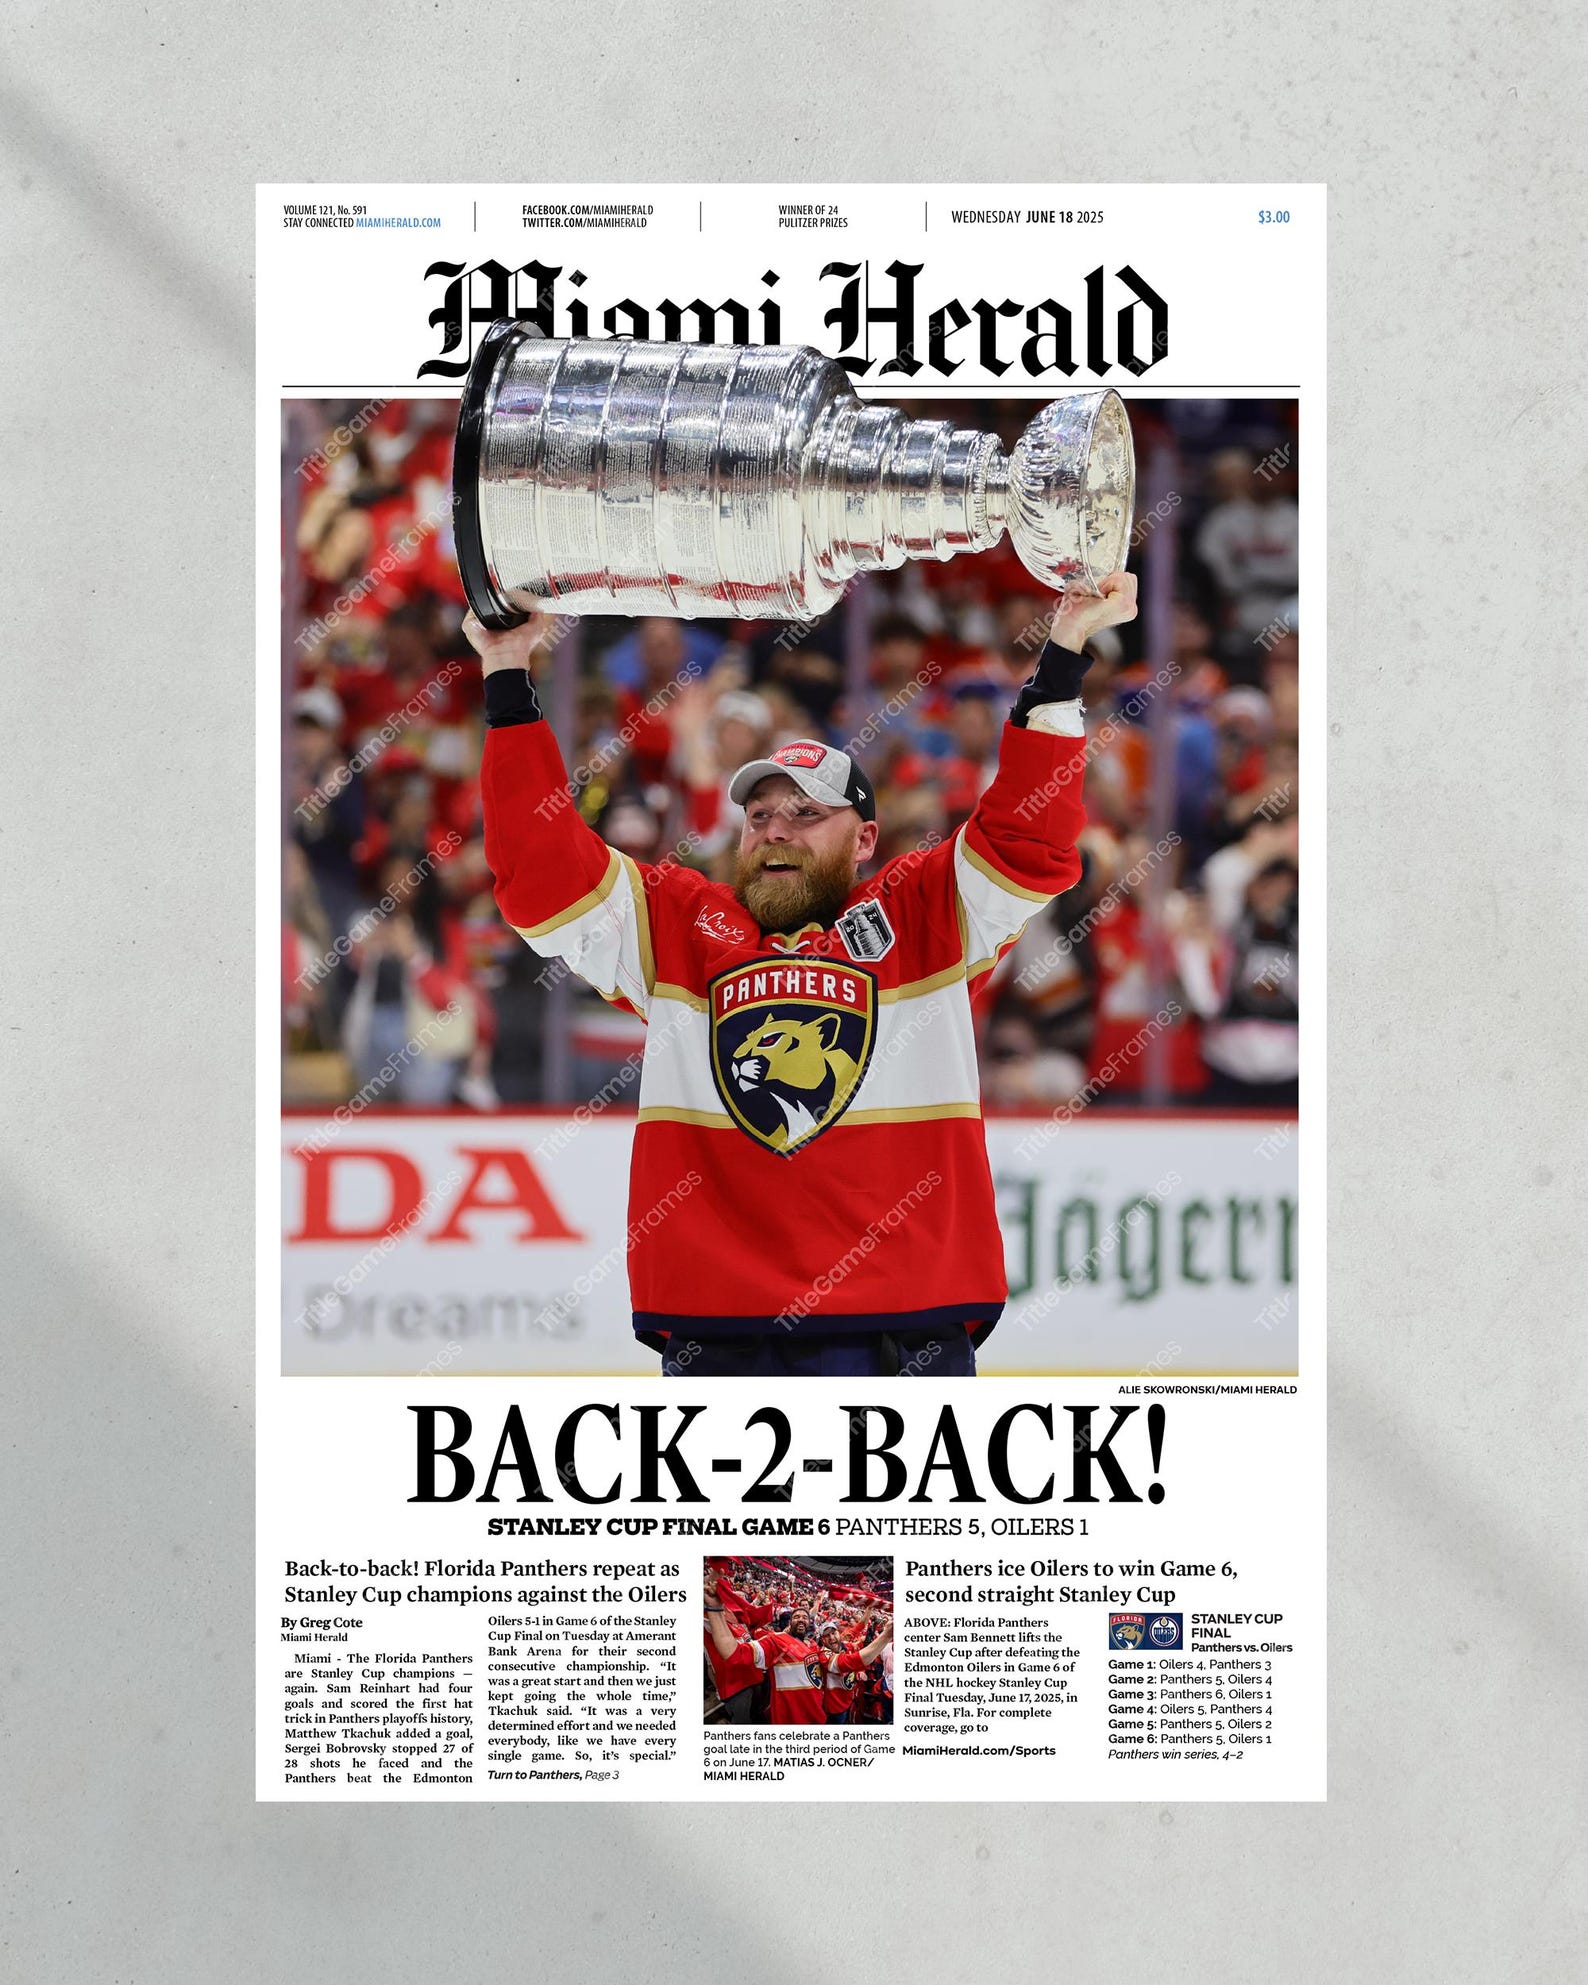 VOLUME 121, No. 591
STAY CONNECTED MIAMIHERALD.COM
FACEBOOK.COM/MIAMIHERALD
TWITTER.COM/MIAMIHERALD
WINNER OF 24
PULITZER PRIZES
WEDNESDAY JUNE 18 2025
$3.00
Miami Herald
CHAMPIONS
LaCroix
PANTHERS
DA
Dreams
Jägerm
ALIE SKOWRONSKI/MIAMI HERALD
BACK-2-BACK!
STANLEY CUP FINAL GAME 6 PANTHERS 5, OILERS 1
Back-to-back! Florida Panthers repeat as
Stanley Cup champions against the Oilers
By Greg Cote
Miami Herald
Miami - The Florida Panthers
are Stanley Cup champions —
again. Sam Reinhart had four
goals and scored the first hat
trick in Panthers playoffs history,
Matthew Tkachuk added a goal,
Sergei Bobrovsky stopped 27 of
28 shots he faced and the
Panthers beat the Edmonton
Oilers 5-1 in Game 6 of the Stanley
Cup Final on Tuesday at Amerant
Bank Arena for their second
consecutive championship. “It
was a great start and then we just
kept going the whole time,”
Tkachuk said. “It was a very
determined effort and we needed
everybody, like we have every
single game. So, it’s special.”
Turn to Panthers, Page 3
Panthers fans celebrate a Panthers
goal late in the third period of Game
6 on June 17. MATIAS J. OCNER/
MIAMI HERALD
Panthers ice Oilers to win Game 6,
second straight Stanley Cup
ABOVE: Florida Panthers
center Sam Bennett lifts the
Stanley Cup after defeating the
Edmonton Oilers in Game 6 of
the NHL hockey Stanley Cup
Final Tuesday, June 17, 2025, in
Sunrise, Fla. For complete
coverage, go to
MiamiHerald.com/Sports
FLORIDA
OILERS
STANLEY CUP
FINAL
Panthers vs. Oilers
Game 1: Oilers 4, Panthers 3
Game 2: Panthers 5, Oilers 4
Game 3: Panthers 6, Oilers 1
Game 4: Oilers 5, Panthers 4
Game 5: Panthers 5, Oilers 2
Game 6: Panthers 5, Oilers 1
Panthers win series, 4–2
TitleGameFrames